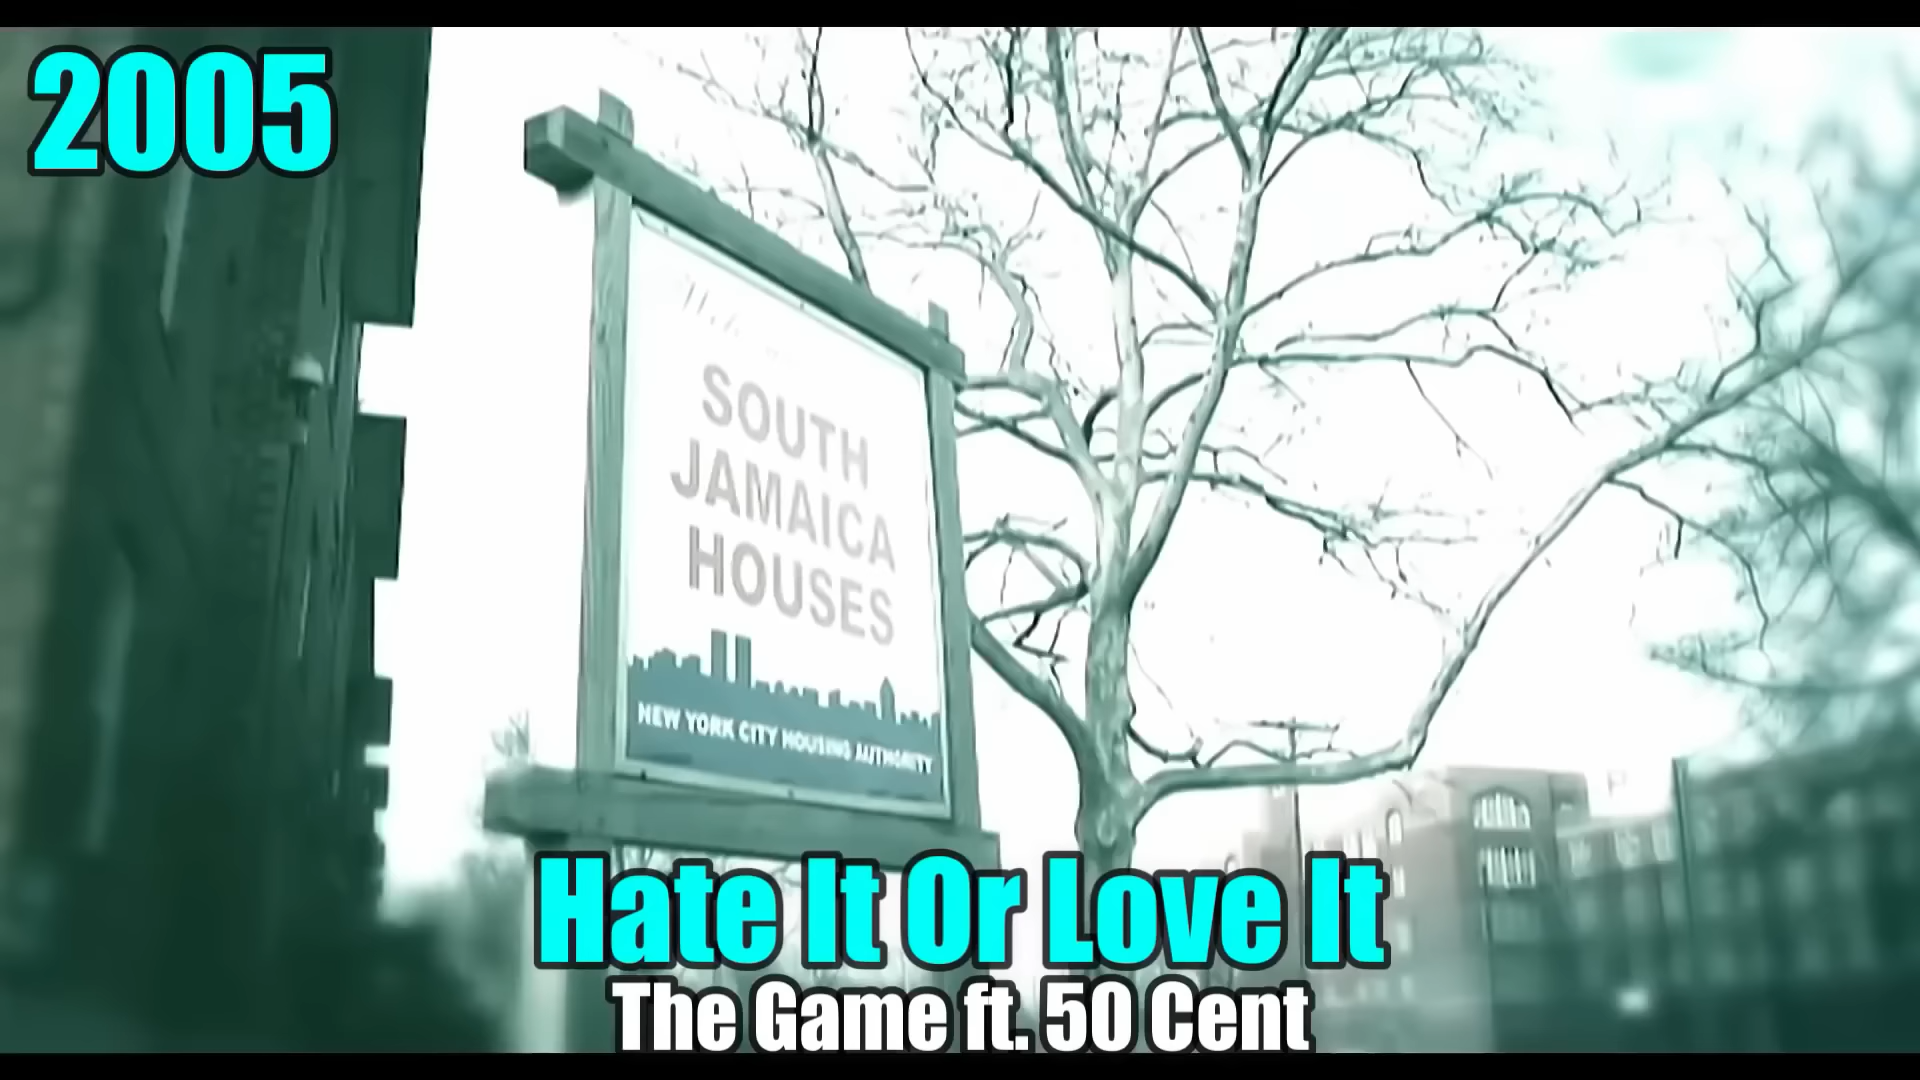 2005
SOUTH
JAMAICA
HOUSES
NEW YORK CITY HOUSING AUTHORITY
Hate It Or Love It
The Game ft. 50 Cent